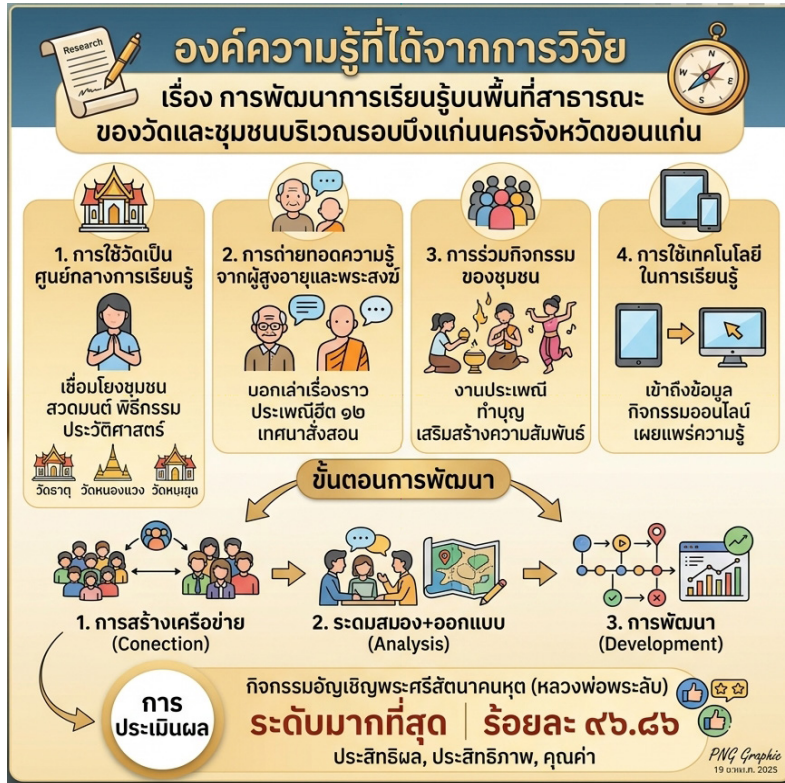 Research
องค์ความรู้ที่ได้จากการวิจัย
N
W
E
S
เรื่อง การพัฒนาการเรียนรู้บนพื้นที่สาธารณะ
ของวัดและชุมชนบริเวณรอบบึงแก่นนครจังหวัดขอนแก่น
1. การใช้วัดเป็น
ศูนย์กลางการเรียนรู้
เชื่อมโยงชุมชน
สวดมนต์ พิธีกรรม
ประวัติศาสตร์
วัดธาตุ วัดหนองแวง
2. การถ่ายทอดความรู้
จากผู้สูงอายุและพระสงฆ์
บอกเล่าเรื่องราว
ประเพณีฮีต ๑๒
เทศนาสั่งสอน
3. การร่วมกิจกรรม
ของชุมชน
งานประเพณี
ทำบุญ
เสริมสร้างความสัมพันธ์
4. การใช้เทคโนโลยี
ในการเรียนรู้
เข้าถึงข้อมูล
กิจกรรมออนไลน์
เผยแพร่ความรู้
ขั้นตอนการพัฒนา
1. การสร้างเครือข่าย
(Conection)
2. ระดมสมอง+ออกแบบ
(Analysis)
3. การพัฒนา
(Development)
การ
ประเมินผล
กิจกรรมอัญเชิญพระศรีสัตนาคนหุต (หลวงพ่อพระลับ)
ระดับมากที่สุด | ร้อยละ ๙๖.๘๖
ประสิทธิผล, ประสิทธิภาพ, คุณค่า
PNG Graphic
19 2025